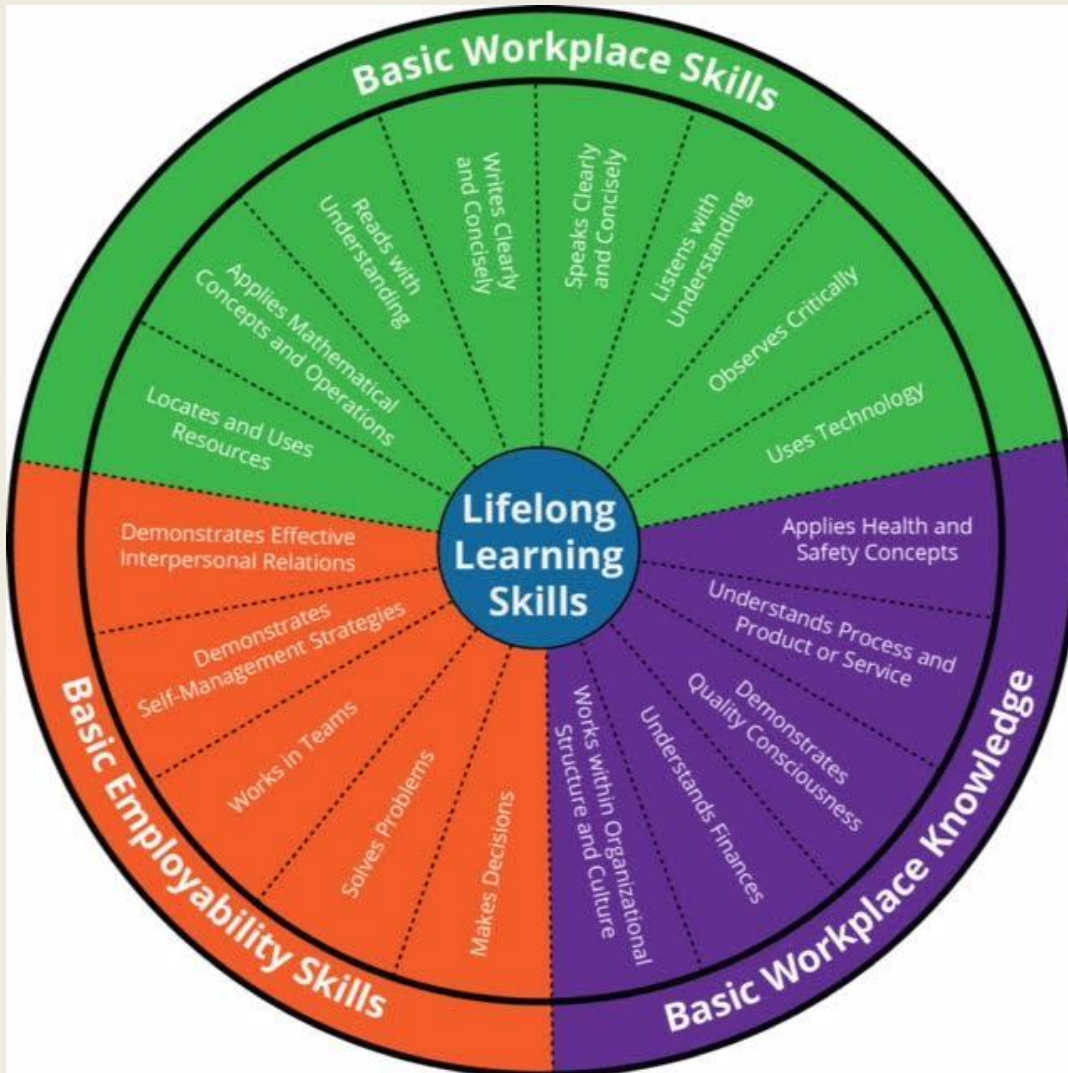 Basic Workplace Skills
Locates and Uses
Resources
Applies Mathematical
Concepts and Operations
Reads with
Understanding
Writes Clearly
and Concisely
Speaks Clearly
and Concisely
Listens with
Understanding
Observes Critically
Uses Technology
Lifelong
Learning
Skills
Basic Workplace Knowledge
Applies Health and
Safety Concepts
Understands Process and
Product or Service
Demonstrates
Quality Consciousness
Understands Finances
Works within Organizational
Structure and Culture
Basic Employability Skills
Makes Decisions
Solves Problems
Works in Teams
Demonstrates
Self-Management Strategies
Demonstrates Effective
Interpersonal Relations